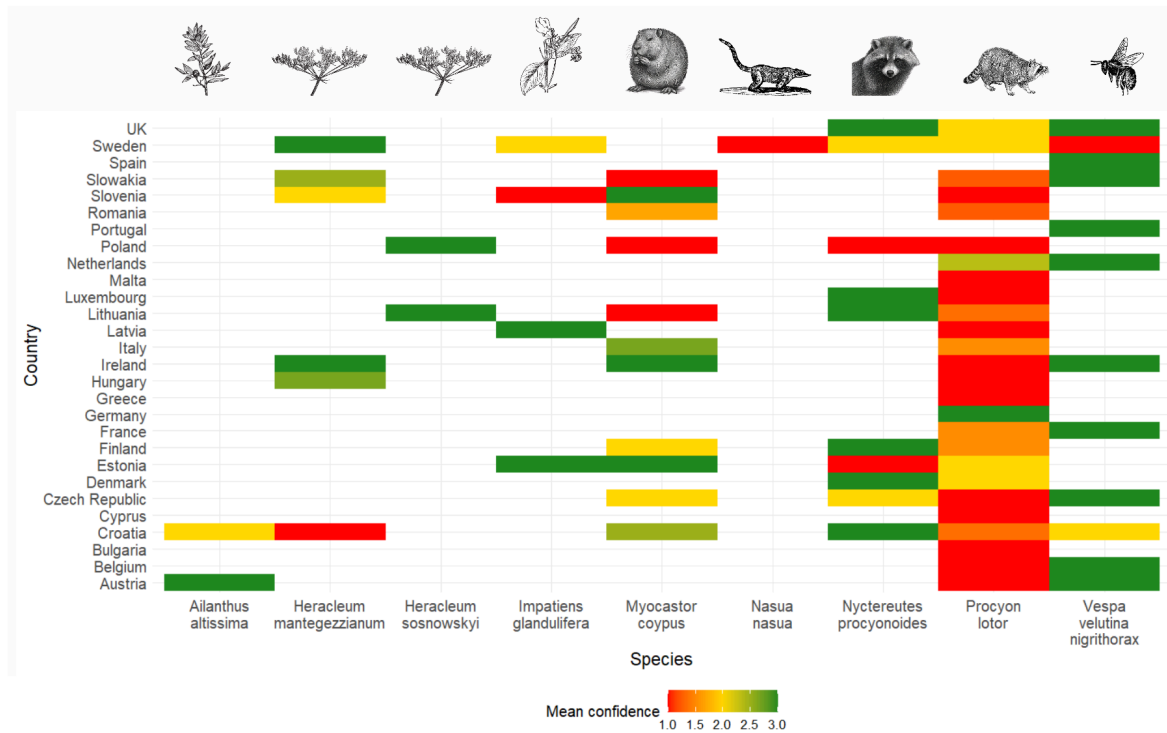 UK
Sweden
Spain
Slowakia
Slovenia
Romania
Portugal
Poland
Netherlands
Malta
Luxembourg
Lithuania
Latvia
Italy
Ireland
Hungary
Greece
Germany
France
Finland
Estonia
Denmark
Czech Republic
Cyprus
Croatia
Bulgaria
Belgium
Austria
Country
Ailanthus
altissima
Heracleum
mantegezzianum
Heracleum
sosnowskyi
Impatiens
glandulifera
Myocastor
coypus
Nasua
nasua
Nyctereutes
procyonoides
Procyon
lotor
Vespa
velutina
nigrithorax
Species
Mean confidence
1.0 1.5 2.0 2.5 3.0